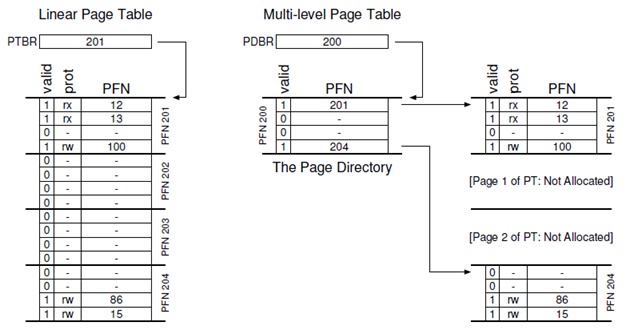 Linear Page Table
PTBR 201
valid prot PFN
1 rx 12
1 rx 13
0 - -
1 rw 100
PFN 201
0 - -
0 - -
0 - -
0 - -
PFN 202
0 - -
0 - -
0 - -
0 - -
PFN 203
0 - -
0 - -
1 rw 86
1 rw 15
PFN 204
Multi-level Page Table
PDBR 200
valid PFN
1 201
0 -
0 -
1 204
PFN 200
The Page Directory
valid prot PFN
1 rx 12
1 rx 13
0 - -
1 rw 100
PFN 201
[Page 1 of PT: Not Allocated]
[Page 2 of PT: Not Allocated]
0 - -
0 - -
1 rw 86
1 rw 15
PFN 204